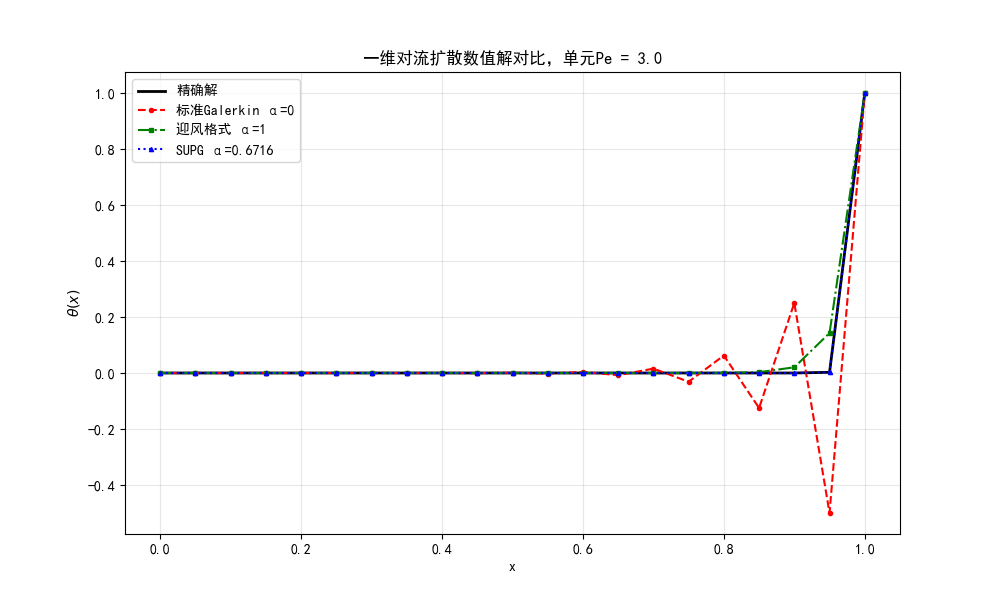 一维对流扩散数值解对比，单元Pe = 3.0
精确解
标准Galerkin α=0
迎风格式 α=1
SUPG α=0.6716
1.0
0.8
0.6
0.4
0.2
0.0
−0.2
−0.4
θ(x)
0.0 0.2 0.4 0.6 0.8 1.0
x